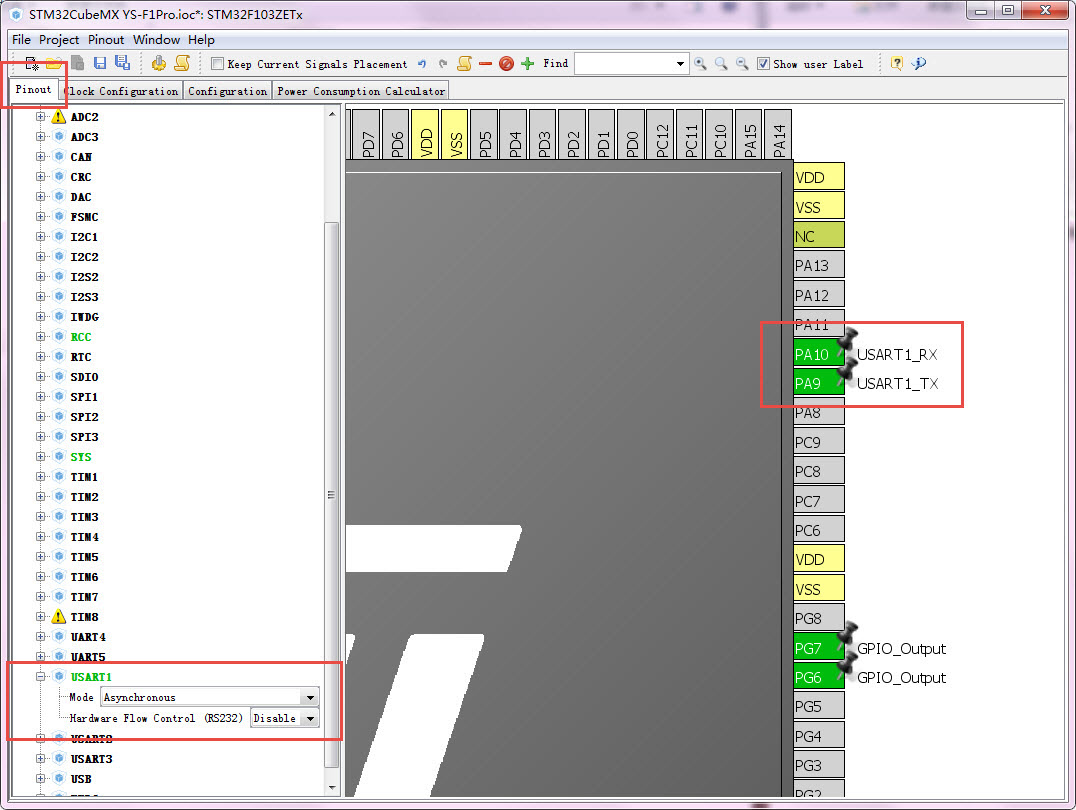 STM32CubeMX YS-F1Pro.ioc*: STM32F103ZETx
File Project Pinout Window Help
Keep Current Signals Placement Find Show user Label
Pinout Clock Configuration Configuration Power Consumption Calculator
ADC2
ADC3
CAN
CRC
DAC
FSMC
I2C1
I2C2
I2S2
I2S3
IWDG
RCC
RTC
SDIO
SPI1
SPI2
SPI3
SYS
TIM1
TIM2
TIM3
TIM4
TIM5
TIM6
TIM7
TIM8
UART4
UART5
USART1
Mode Asynchronous
Hardware Flow Control (RS232) Disable
USART2
USART3
USB
PD7
PD6
VDD
VSS
PD5
PD4
PD3
PD2
PD1
PD0
PC12
PC11
PC10
PA15
PA14
VDD
VSS
NC
PA13
PA12
PA11
PA10 USART1_RX
PA9 USART1_TX
PA8
PC9
PC8
PC7
PC6
VDD
VSS
PG8
PG7 GPIO_Output
PG6 GPIO_Output
PG5
PG4
PG3
PG2